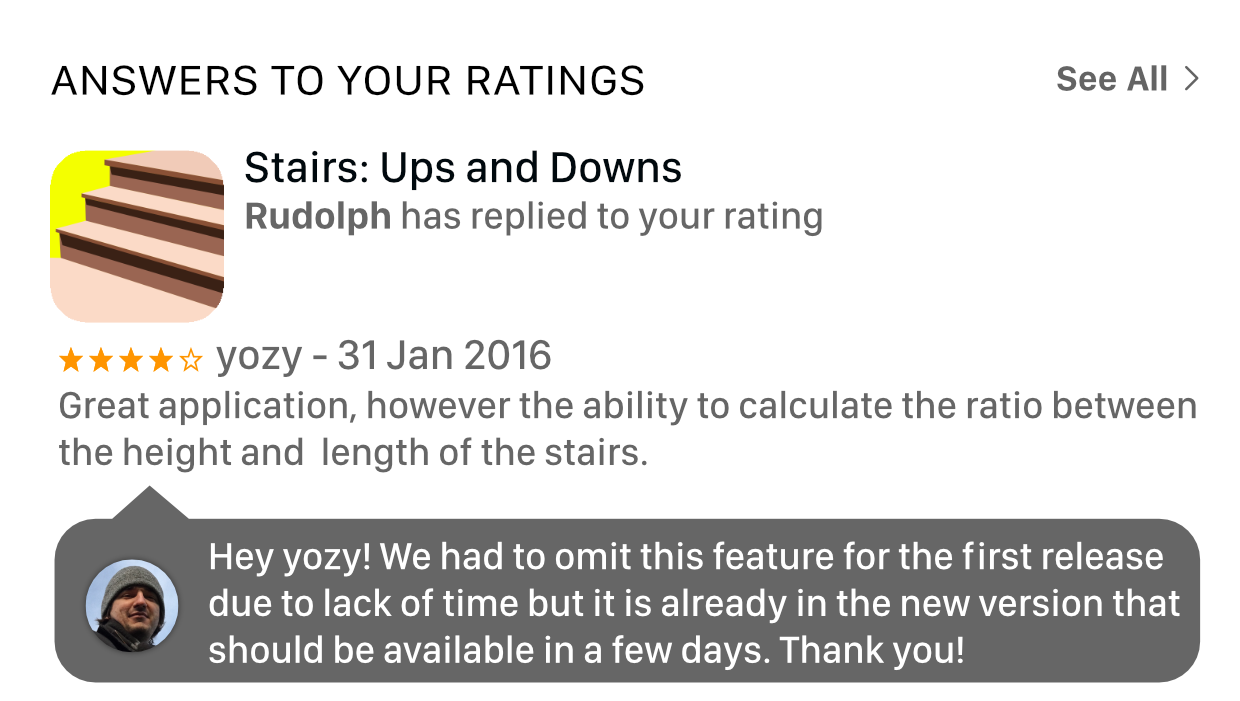 ANSWERS TO YOUR RATINGS
See All
Stairs: Ups and Downs
Rudolph has replied to your rating
yozy - 31 Jan 2016
Great application, however the ability to calculate the ratio between
the height and  length of the stairs.
Hey yozy! We had to omit this feature for the first release
due to lack of time but it is already in the new version that
should be available in a few days. Thank you!